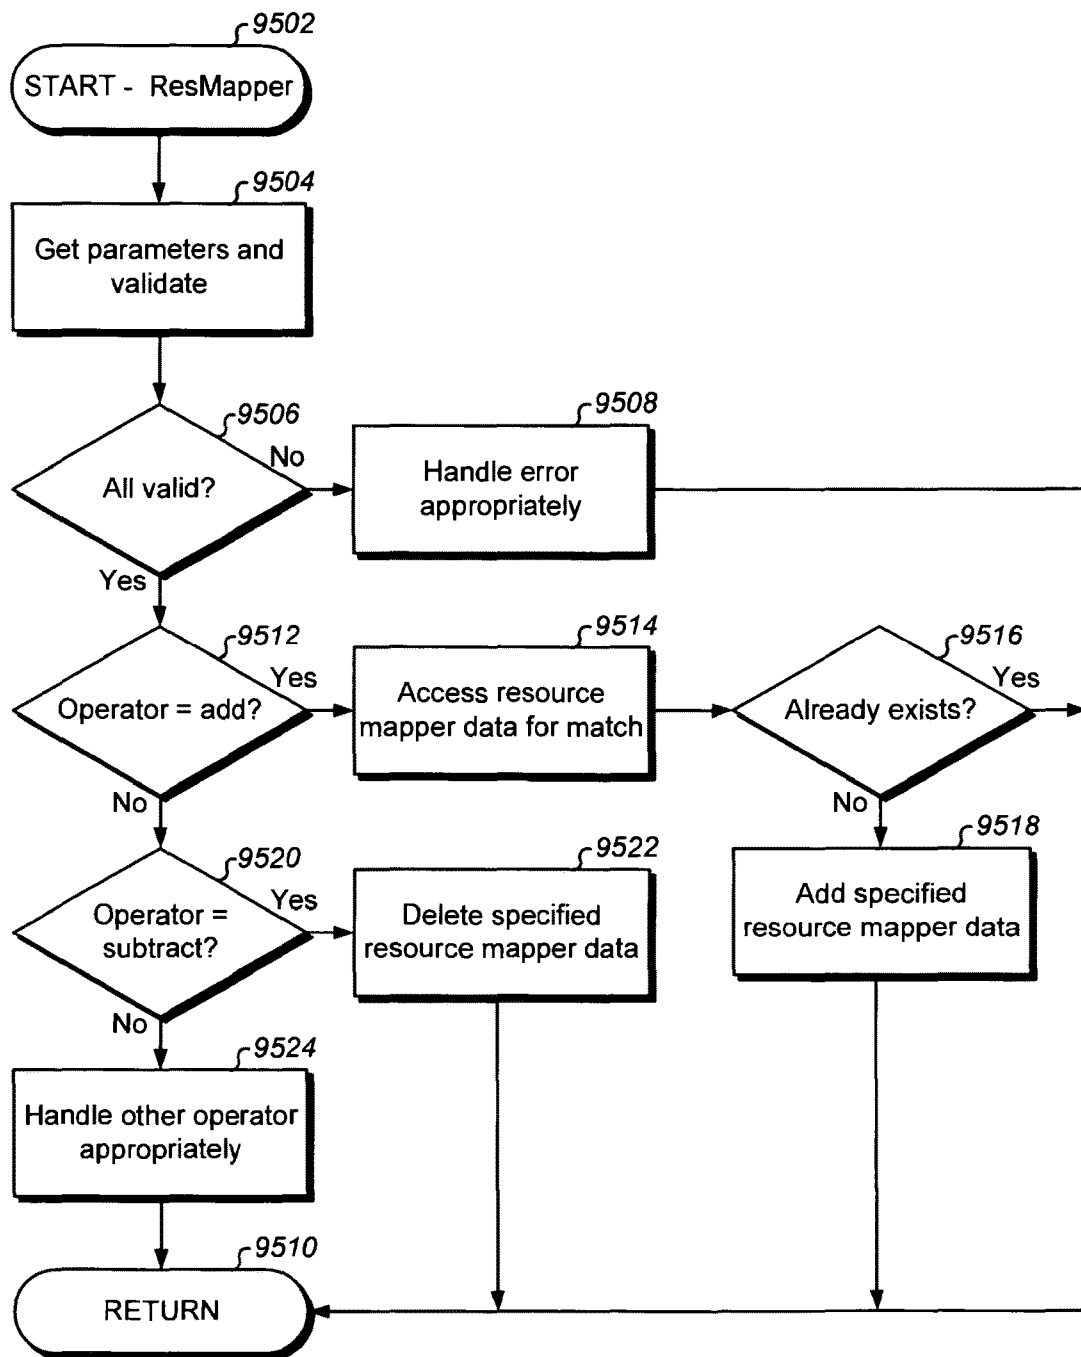 9502
START - ResMapper
9504
Get parameters and
validate
9506
All valid?
No
Yes
9508
Handle error
appropriately
9512
Operator = add?
Yes
No
9514
Access resource
mapper data for match
9516
Already exists?
Yes
No
9518
Add specified
resource mapper data
9520
Operator =
subtract?
Yes
No
9522
Delete specified
resource mapper data
9524
Handle other operator
appropriately
9510
RETURN